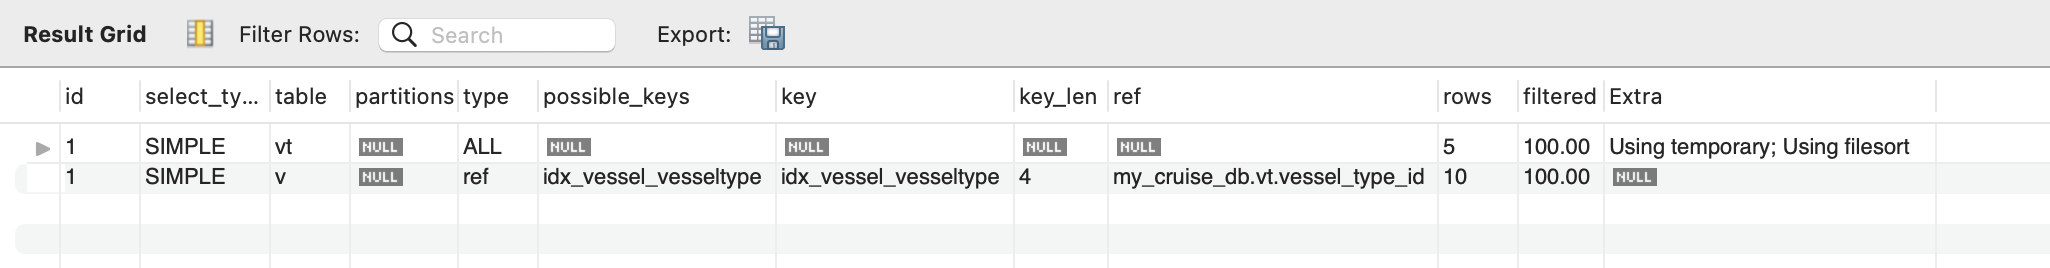 Result Grid Filter Rows: Search Export:
id select_ty... table partitions type possible_keys key key_len ref rows filtered Extra
1 SIMPLE vt NULL ALL NULL NULL NULL NULL 5 100.00 Using temporary; Using filesort
1 SIMPLE v NULL ref idx_vessel_vesseltype idx_vessel_vesseltype 4 my_cruise_db.vt.vessel_type_id 10 100.00 NULL